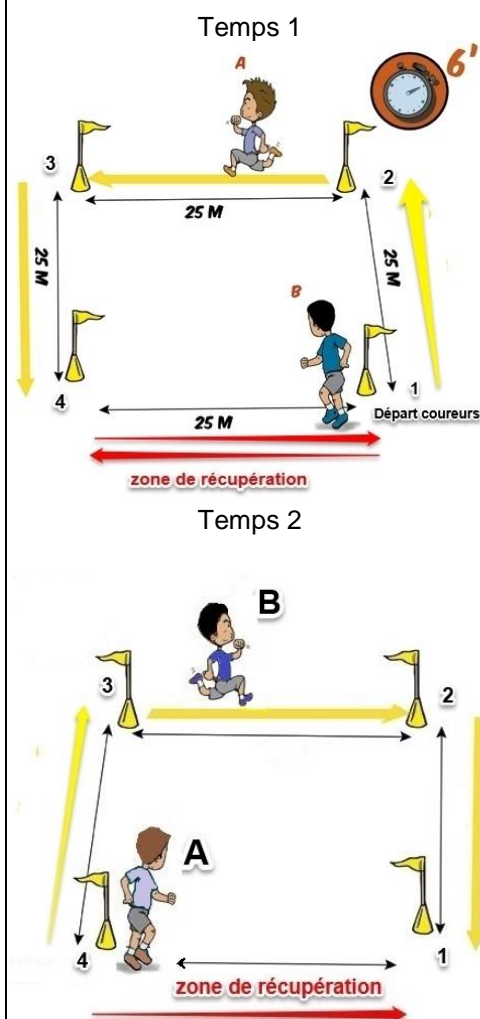 Temps 1
A
6'
3
2
25 M
25 M
25 M
B
4
1
Départ coureurs
25 M
zone de récupération
Temps 2
B
3
2
A
4
1
zone de récupération